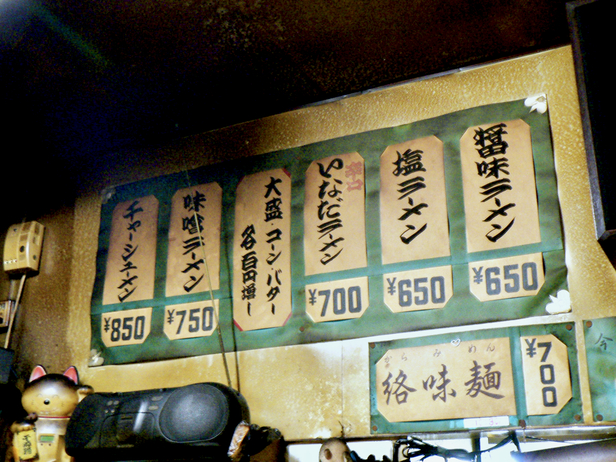 醤味ラーメン
¥650
塩ラーメン
¥650
辛口
いなだラーメン
¥700
大盛・コーン・バター
各百円増し
味噌ラーメン
¥750
チャーシューメン
¥850
からみめん
絡味麺
¥700
今